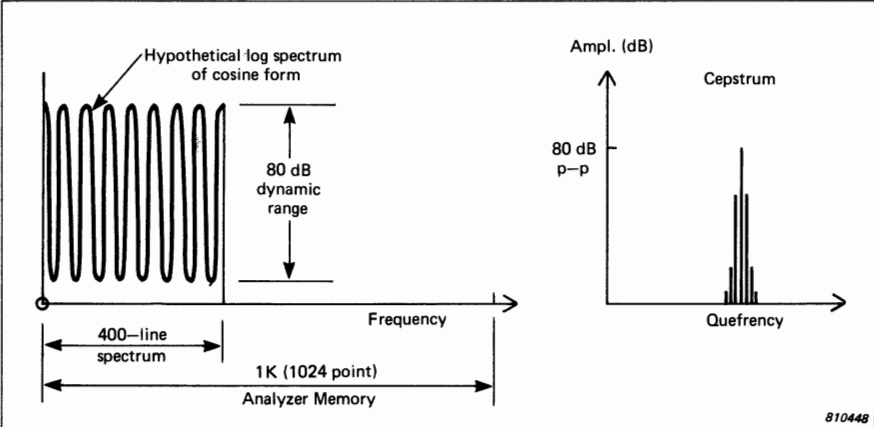 Hypothetical log spectrum
of cosine form
80 dB
dynamic
range
Frequency
400–line
spectrum
1K (1024 point)
Analyzer Memory
Ampl. (dB)
Cepstrum
80 dB
p–p
Quefrency
810448